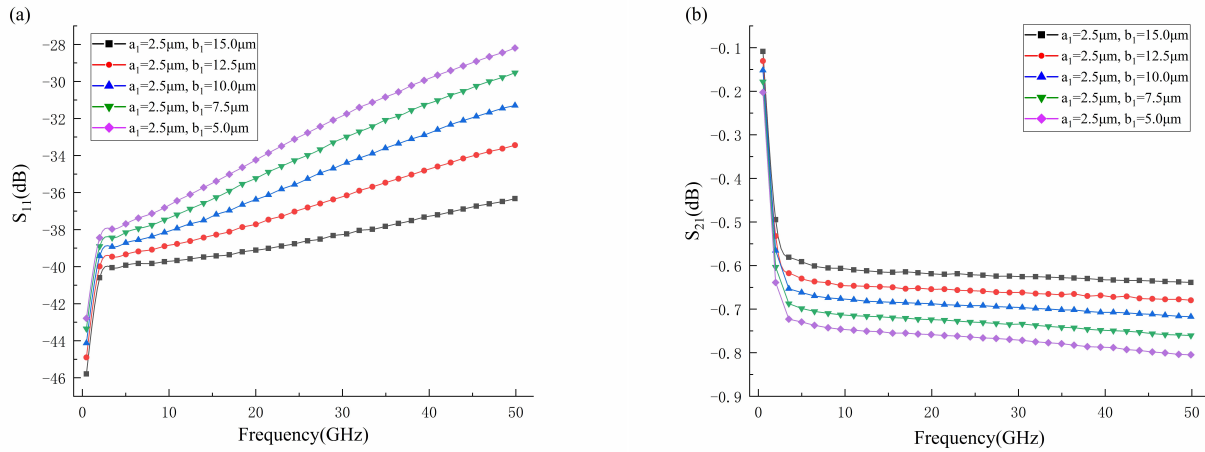 (a)
a₁=2.5μm, b₁=15.0μm
a₁=2.5μm, b₁=12.5μm
a₁=2.5μm, b₁=10.0μm
a₁=2.5μm, b₁=7.5μm
a₁=2.5μm, b₁=5.0μm
S₁₁(dB)
−28
−30
−32
−34
−36
−38
−40
−42
−44
−46
0 10 20 30 40 50
Frequency(GHz)
(b)
a₁=2.5μm, b₁=15.0μm
a₁=2.5μm, b₁=12.5μm
a₁=2.5μm, b₁=10.0μm
a₁=2.5μm, b₁=7.5μm
a₁=2.5μm, b₁=5.0μm
S₂₁(dB)
−0.1
−0.2
−0.3
−0.4
−0.5
−0.6
−0.7
−0.8
−0.9
0 10 20 30 40 50
Frequency(GHz)